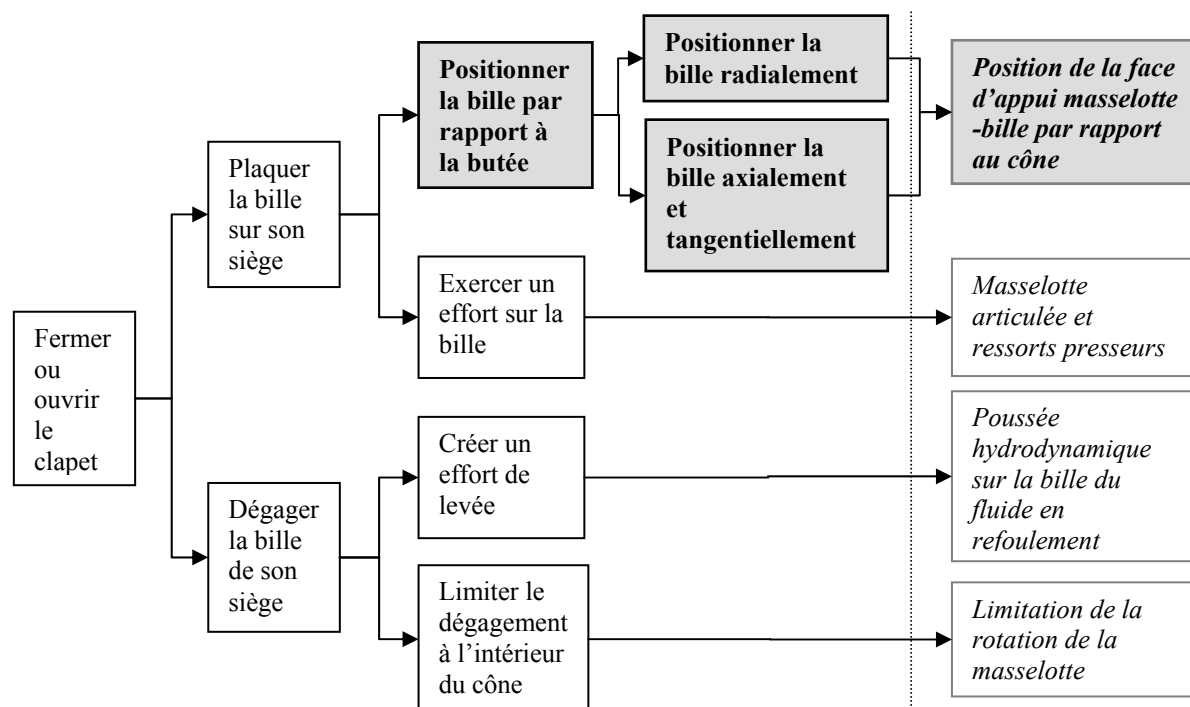 Fermer
ou
ouvrir
le
clapet
Plaquer
la bille
sur son
siège
Positionner
la bille par
rapport à
la butée
Positionner la
bille radialement
Positionner la
bille axialement
et
tangentiellement
Position de la face
d’appui masselotte
-bille par rapport
au cône
Exercer un
effort sur la
bille
Masselotte
articulée et
ressorts presseurs
Dégager
la bille
de son
siège
Créer un
effort de
levée
Poussée
hydrodynamique
sur la bille du
fluide en
refoulement
Limiter le
dégagement
à l’intérieur
du cône
Limitation de la
rotation de la
masselotte